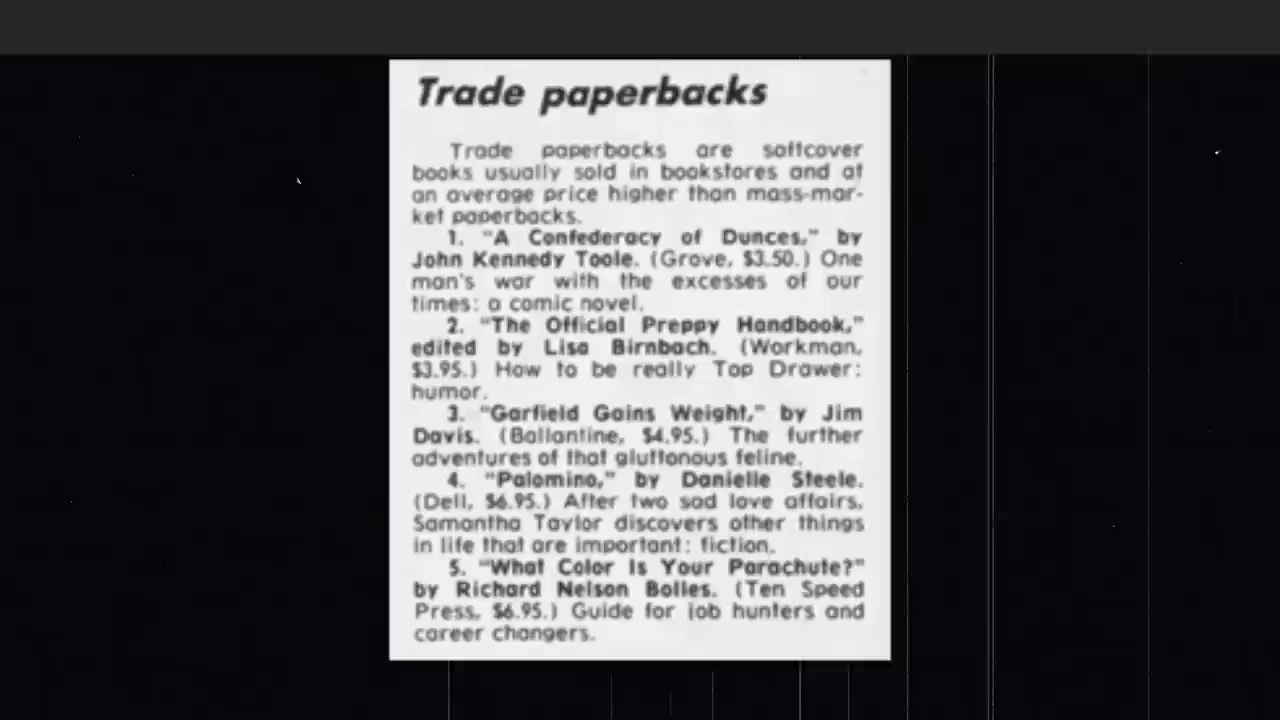 Trade paperbacks
Trade paperbacks are softcover
books usually sold in bookstores and at
an average price higher than mass-mar-
ket paperbacks.
1. "A Confederacy of Dunces," by
John Kennedy Toole. (Grove, $3.50.) One
man's war with the excesses of our
times: a comic novel.
2. "The Official Preppy Handbook,"
edited by Lisa Birnbach. (Workman,
$3.95.) How to be really Top Drawer:
humor.
3. "Garfield Gains Weight," by Jim
Davis. (Ballantine, $4.95.) The further
adventures of that gluttonous feline.
4. "Palomino," by Danielle Steele.
(Dell, $6.95.) After two sad love affairs,
Samantha Taylor discovers other things
in life that are important: fiction.
5. "What Color Is Your Parachute?"
by Richard Nelson Bolles. (Ten Speed
Press, $6.95.) Guide for job hunters and
career changers.